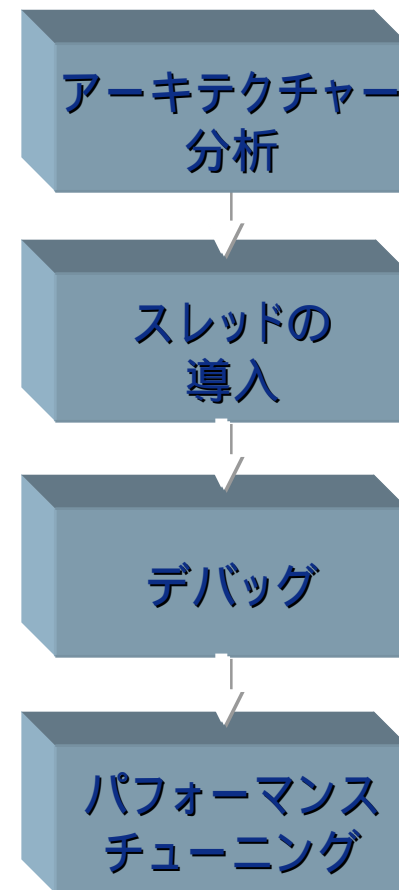 アーキテクチャー
分析
スレッドの
導入
デバッグ
パフォーマンス
チューニング